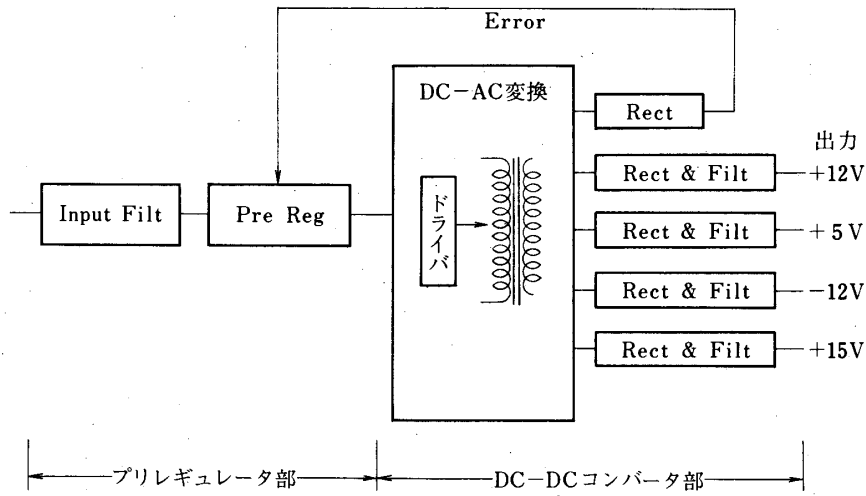 Error
DC-AC変換
Rect
出力
Rect & Filt
+12V
Input Filt
Pre Reg
ドライバ
Rect & Filt
+5V
Rect & Filt
-12V
Rect & Filt
+15V
プリレギュレータ部
DC-DCコンバータ部